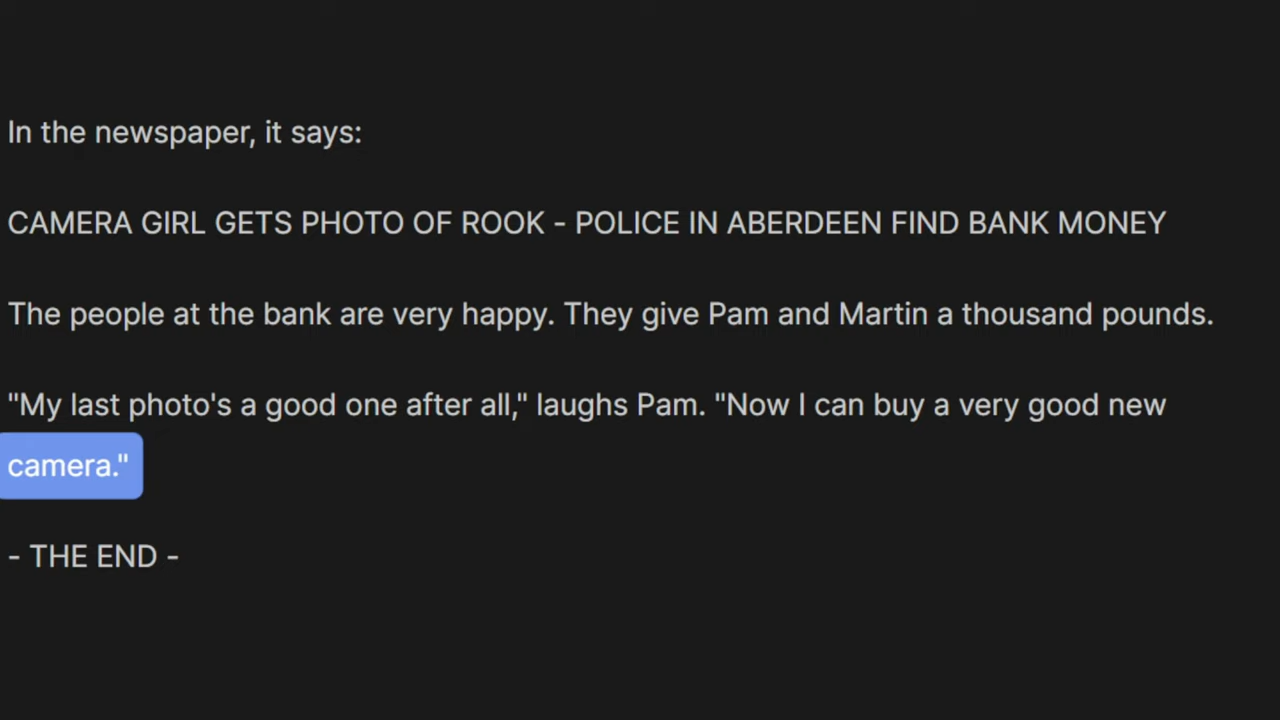 In the newspaper, it says:
CAMERA GIRL GETS PHOTO OF ROOK - POLICE IN ABERDEEN FIND BANK MONEY
The people at the bank are very happy. They give Pam and Martin a thousand pounds.
"My last photo's a good one after all," laughs Pam. "Now I can buy a very good new
camera."
- THE END -